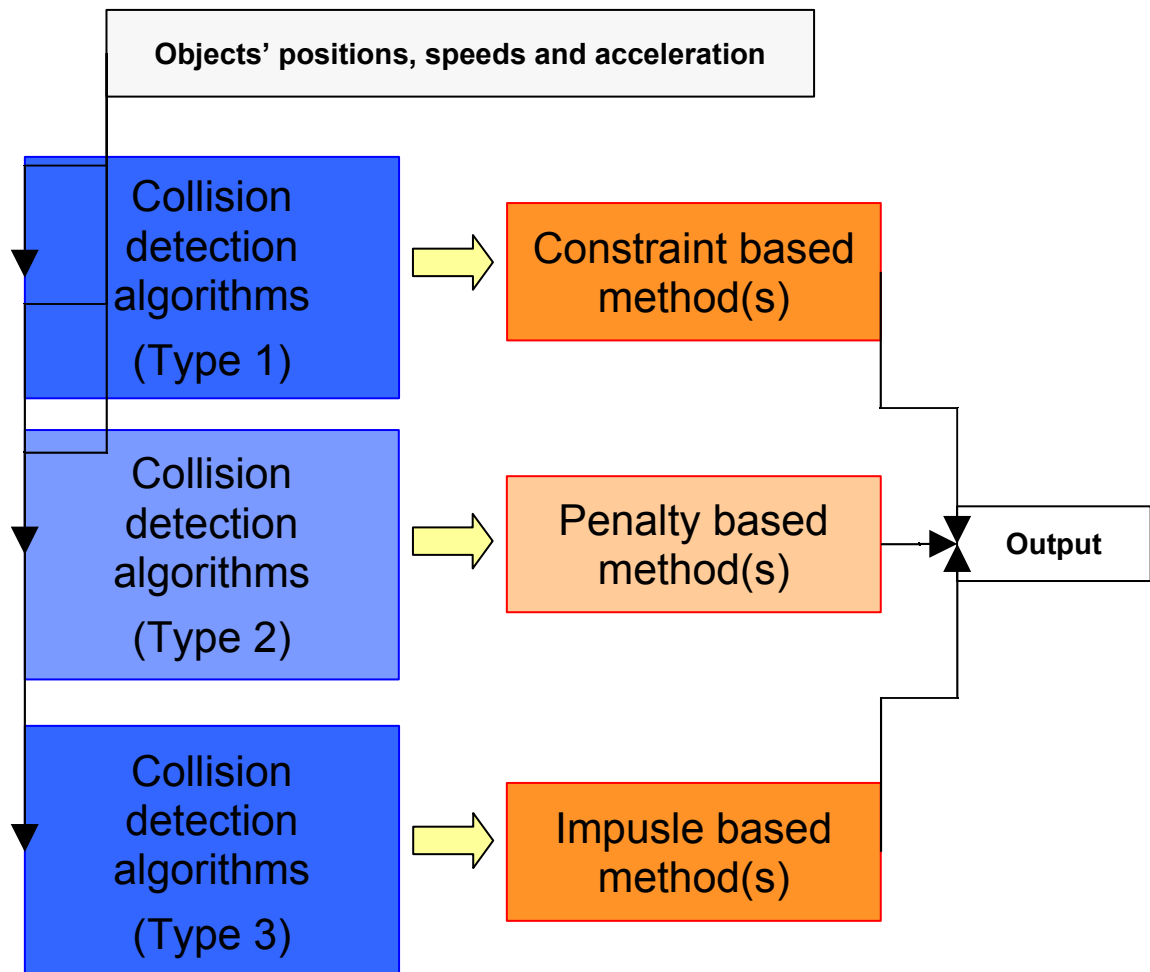 Objects’ positions, speeds and acceleration
Collision
detection
algorithms
(Type 1)
Constraint based
method(s)
Collision
detection
algorithms
(Type 2)
Penalty based
method(s)
Output
Collision
detection
algorithms
(Type 3)
Impusle based
method(s)